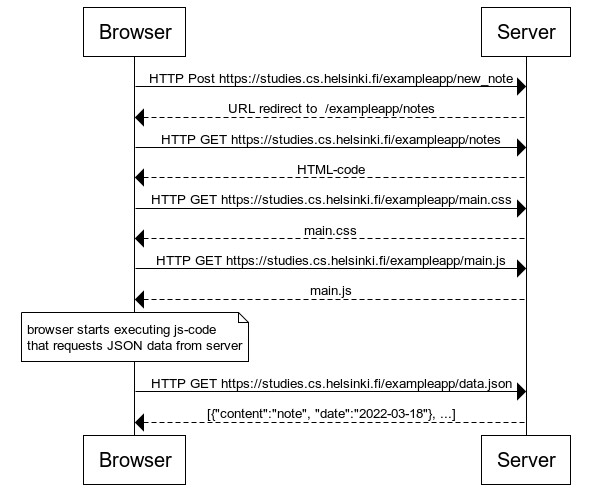 Browser Server
HTTP Post https://studies.cs.helsinki.fi/exampleapp/new_note
URL redirect to /exampleapp/notes
HTTP GET https://studies.cs.helsinki.fi/exampleapp/notes
HTML-code
HTTP GET https://studies.cs.helsinki.fi/exampleapp/main.css
main.css
HTTP GET https://studies.cs.helsinki.fi/exampleapp/main.js
main.js
browser starts executing js-code
that requests JSON data from server
HTTP GET https://studies.cs.helsinki.fi/exampleapp/data.json
[{"content":"note", "date":"2022-03-18"}, ...]
Browser Server